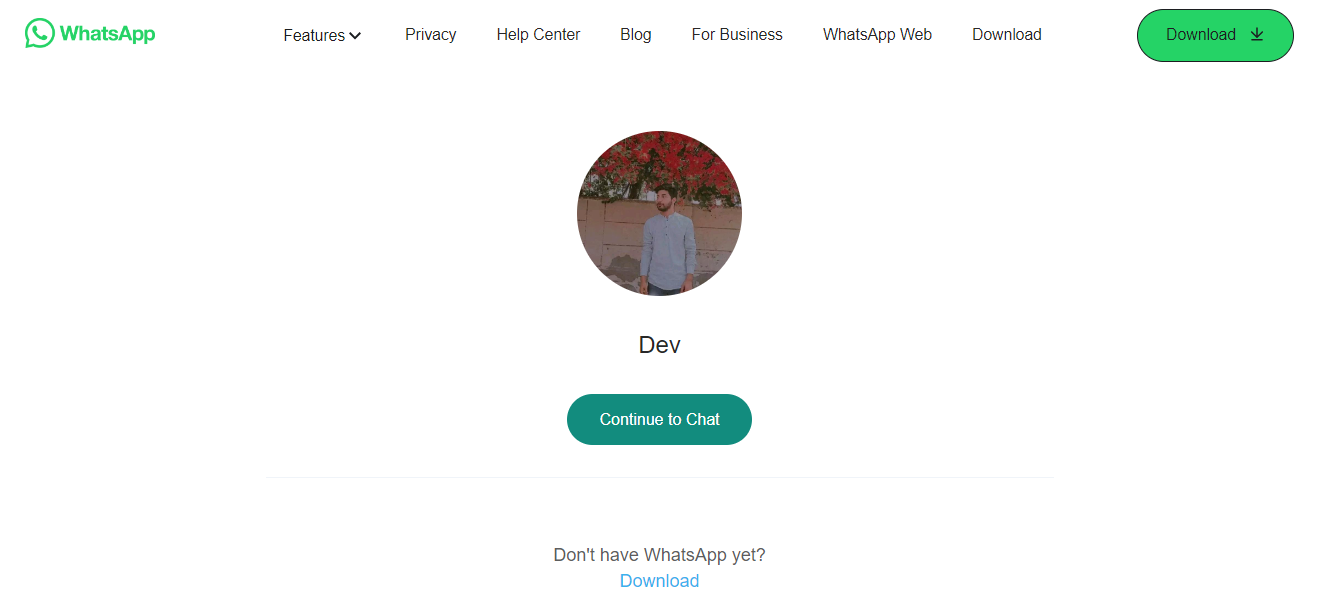 WhatsApp Features Privacy Help Center Blog For Business WhatsApp Web Download Download
Dev
Continue to Chat
Don't have WhatsApp yet?
Download